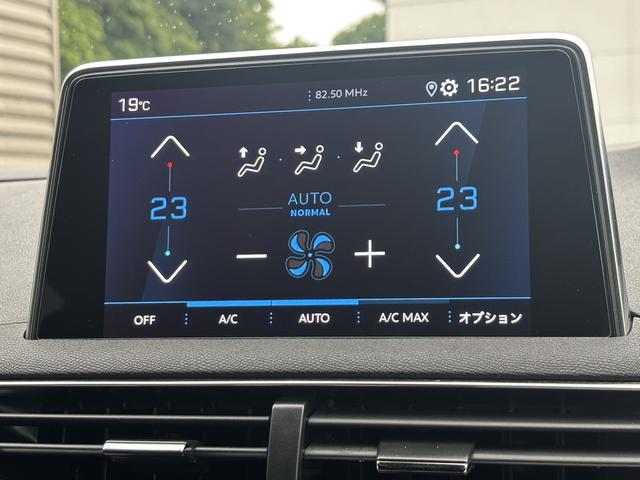 19℃ 82.50 MHz 16:22
23 23
AUTO
NORMAL
OFF A/C AUTO A/C MAX オプション